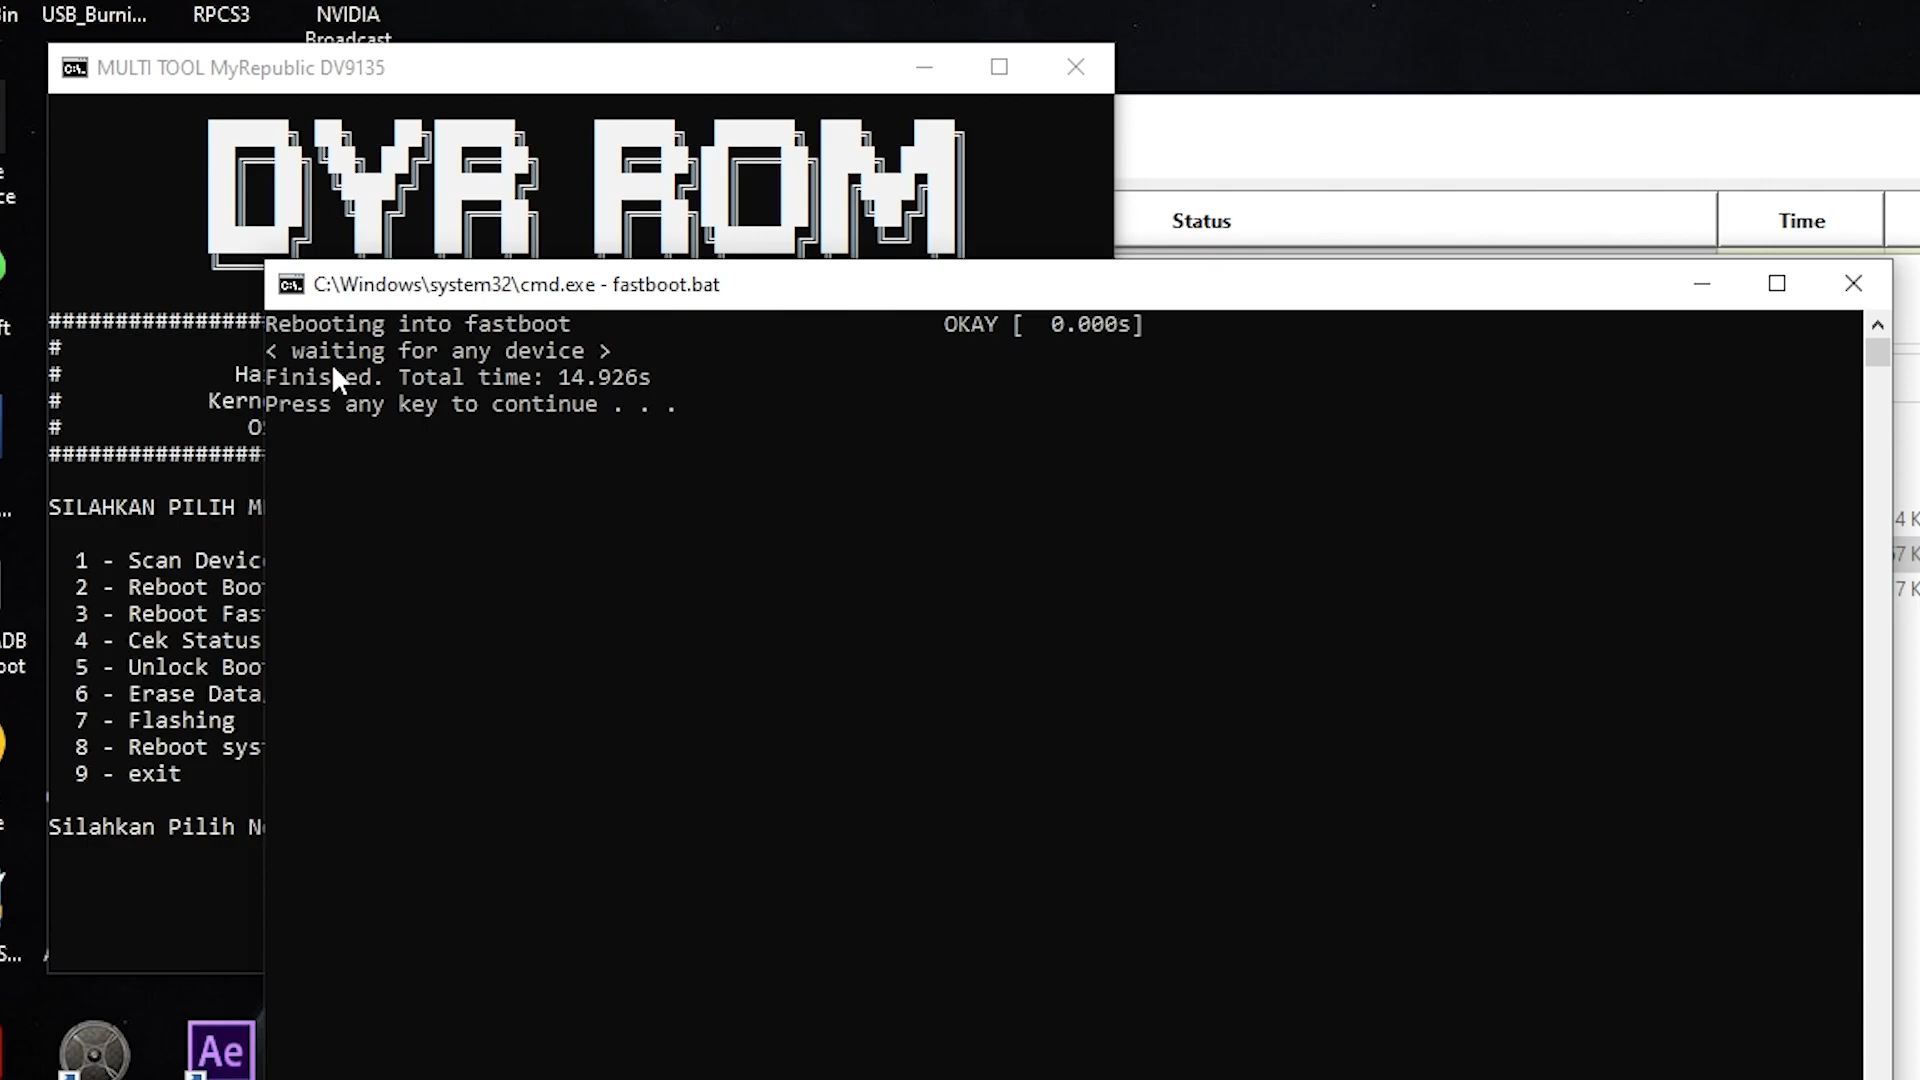 USB_Burni...
RPCS3
NVIDIA
Broadcast
MULTI TOOL MyRepublic DV9135
DYR ROM
Status
Time
C:\Windows\system32\cmd.exe - fastboot.bat
Rebooting into fastboot OKAY [ 0.000s]
< waiting for any device >
Finished. Total time: 14.926s
Press any key to continue . . .
################
#
#
#
#
################
SILAHKAN PILIH
1 - Scan
2 - Reboot
3 - Reboot
4 - Cek Status
5 - Unlock
6 - Erase Data
7 - Flashing
8 - Reboot
9 - exit
Silahkan Pilih
Ae